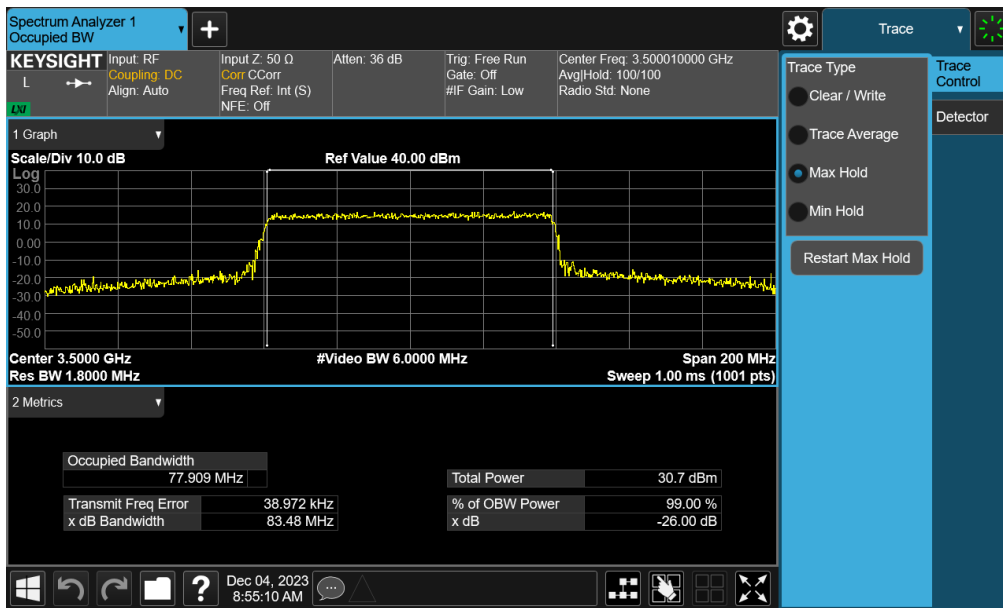 Spectrum Analyzer 1
Occupied BW
+
Trace
KEYSIGHT
L
LXI
Input: RF
Coupling: DC
Align: Auto
Input Z: 50 Ω
Corr CCorr
Freq Ref: Int (S)
NFE: Off
Atten: 36 dB
Trig: Free Run
Gate: Off
#IF Gain: Low
Center Freq: 3.500010000 GHz
Avg|Hold: 100/100
Radio Std: None
Trace Type
Clear / Write
Trace Average
Max Hold
Min Hold
Restart Max Hold
Trace
Control
Detector
1 Graph
Scale/Div 10.0 dB
Ref Value 40.00 dBm
Log
30.0
20.0
10.0
0.00
-10.0
-20.0
-30.0
-40.0
-50.0
Center 3.5000 GHz
#Video BW 6.0000 MHz
Span 200 MHz
Res BW 1.8000 MHz
Sweep 1.00 ms (1001 pts)
2 Metrics
Occupied Bandwidth
77.909 MHz
Total Power 30.7 dBm
Transmit Freq Error 38.972 kHz
% of OBW Power 99.00 %
x dB Bandwidth 83.48 MHz
x dB -26.00 dB
?
Dec 04, 2023
8:55:10 AM